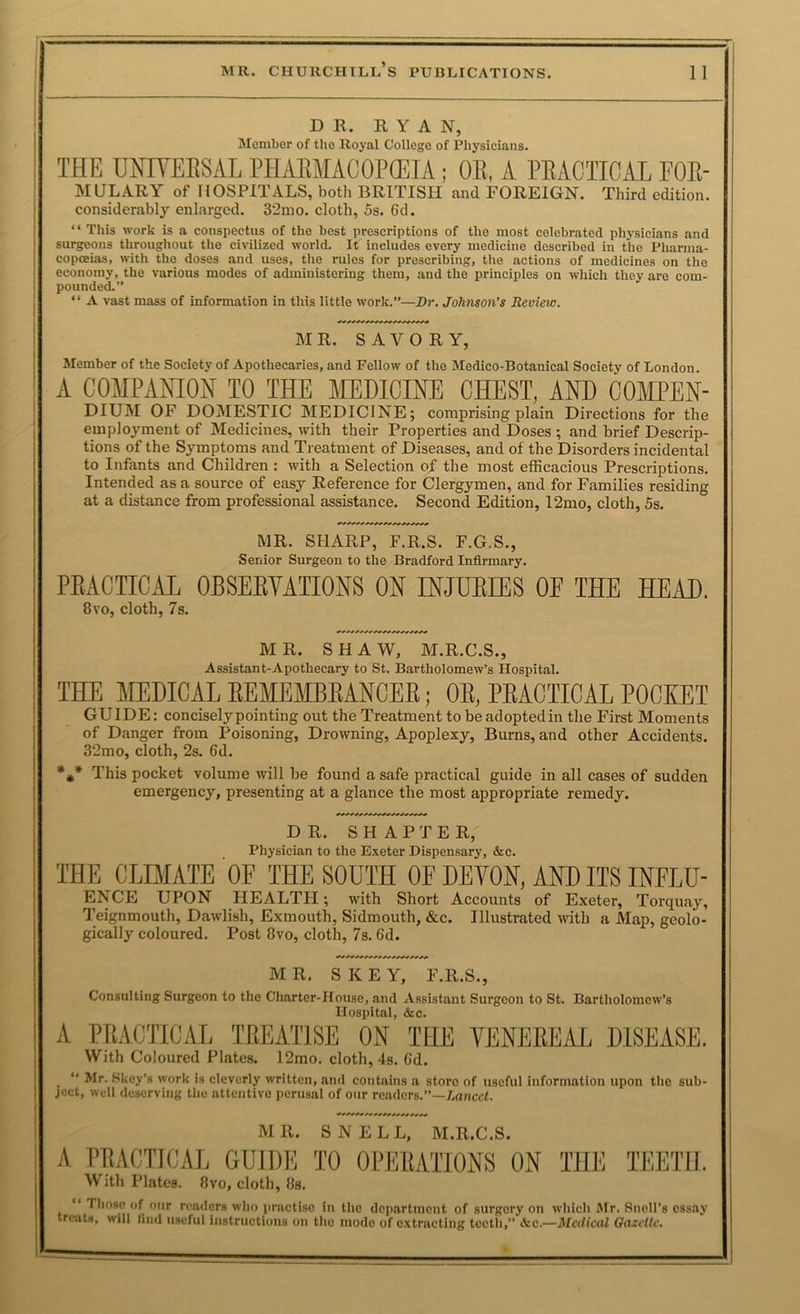 MR. CHURCHILL'S PUBLICATIONS. 11
DR. RYAN,
Member of the Royal College of Physicians.
THE UNIVERSAL PHARMACOPŒIA; OR, A PRACTICAL FOR-
MULARY of HOSPITALS, both BRITISH and FOREIGN. Third edition.
considerably enlarged. 32mo. cloth, 5s. 6d.
“ This work is a conspectus of the best prescriptions of the most celebrated physicians and
surgeons throughout the civilized world. It includes every medicine described in the Pharma-
copœias, with the doses and uses, the rules for prescribing, the actions of medicines on the
economy, the various modes of administering them, and the principles on which they are com-
pounded.”
“ A vast mass of information in this little work.”—Dr. Johnson's Review.
MR. SAVORY,
Member of the Society of Apothecaries, and Fellow of the Medico-Botanical Society of London.
A COMPANION TO THE MEDICINE CHEST, AND COMPEN-
DIUM OF DOMESTIC MEDICINE; comprising plain Directions for the
employment of Medicines, with their Properties and Doses; and brief Descrip-
tions of the Symptoms and Treatment of Diseases, and of the Disorders incidental
to Infants and Children : with a Selection of the most efficacious Prescriptions.
Intended as a source of easy Reference for Clergymen, and for Families residing
at a distance from professional assistance. Second Edition, 12mo, cloth, 5s.
MR. SHARP, F.R.S. F.G.S.,
Senior Surgeon to the Bradford Infirmary.
PRACTICAL OBSERVATIONS ON INJURIES OF THE HEAD.
8vo, cloth, 7s.
MR. SHAW, M.R.C.S.,
Assistant-Apothecary to St. Bartholomew's Hospital.
THE MEDICAL REMEMBRANCER; OR, PRACTICAL POCKET
GUIDE: concisely pointing out the Treatment to be adopted in the First Moments
of Danger from Poisoning, Drowning, Apoplexy, Burns, and other Accidents.
32mo, cloth, 2s. 6d.
*⁎* This pocket volume will be found a safe practical guide in all cases of sudden
emergency, presenting at a glance the most appropriate remedy.
DR. SHAPTER,
Physician to the Exeter Dispensary, &c.
THE CLIMATE OF THE SOUTH OF DEVON, AND ITS INFLU-
ENCE UPON HEALTH; with Short Accounts of Exeter, Torquay,
Teignmouth, Dawlish, Exmouth, Sidmouth, &c. Illustrated with a Map, geolo-
gically coloured. Post 8vo, cloth, 7s. 6d.
MR. SKEY, F.R.S.,
Consulting Surgeon to the Charter-House, and Assistant Surgeon to St. Bartholomew's
Hospital, &c.
A PRACTICAL TREATISE ON THE VENEREAL DISEASE.
With Coloured Plates. 12mo. cloth, 4s. 6d.
“ Mr. Skey's work is cleverly written, and contains a store of useful information upon the sub-
ject, well deserving the attentive perusal of our readers.”—Lancet.
MR. SNELL, M.R.C.S.
A PRACTICAL GUIDE TO OPERATIONS ON THE TEETH.
With Plates. 8vo, cloth, 8s.
“ Those of our readers who practise in the department of surgery on which Mr. Snell's essay
treats, will find useful instructions on the mode of extracting teeth,” &c.—Medical Gazette.